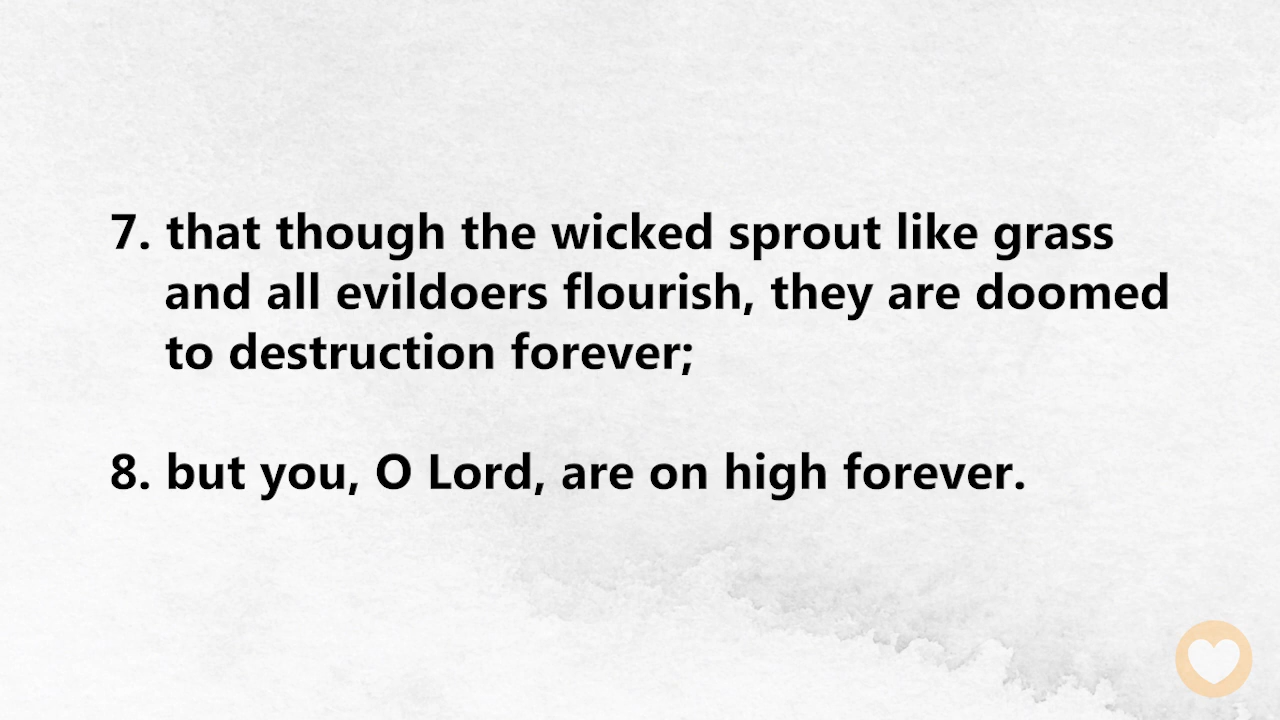 7. that though the wicked sprout like grass
and all evildoers flourish, they are doomed
to destruction forever;
8. but you, O Lord, are on high forever.